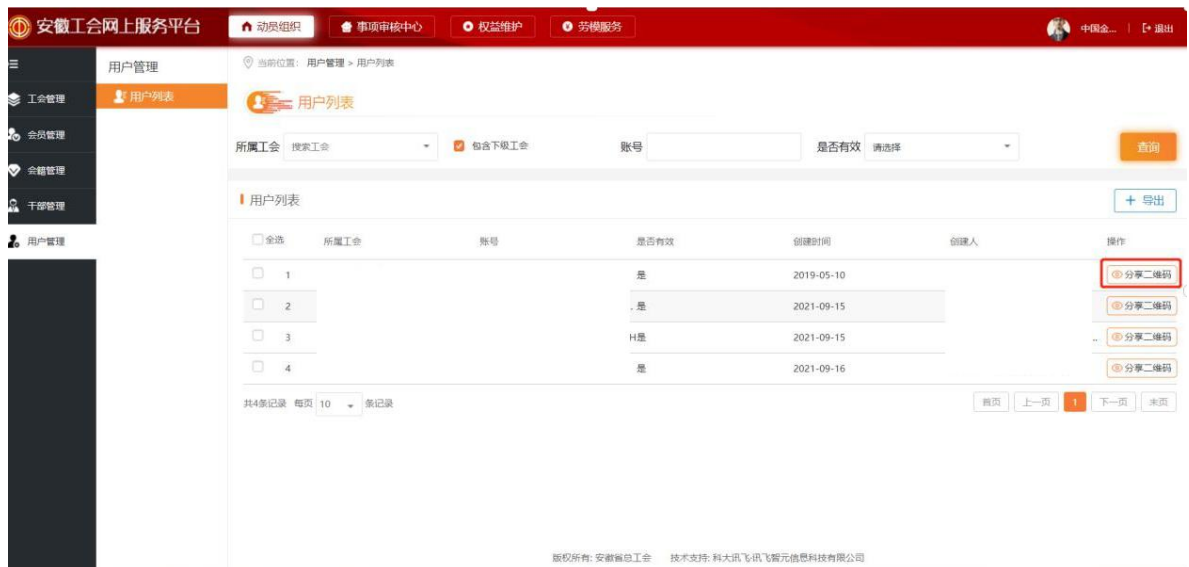 安徽工会网上服务平台
动员组织
事项审核中心
权益维护
劳模服务
中国金...
退出
工会管理
会员管理
会籍管理
干部管理
用户管理
用户管理
用户列表
当前位置： 用户管理 > 用户列表
用户列表
所属工会 搜索工会 包含下级工会 账号 是否有效 请选择 查询
用户列表 + 导出
全选 所属工会 账号 是否有效 创建时间 创建人 操作
1 是 2019-05-10 分享二维码
2 . 是 2021-09-15 分享二维码
3 H是 2021-09-15 .. 分享二维码
4 是 2021-09-16 分享二维码
共4条记录 每页 10 条记录 首页 上一页 1 下一页 末页
版权所有: 安徽省总工会 技术支持: 科大讯飞·讯飞智元信息科技有限公司